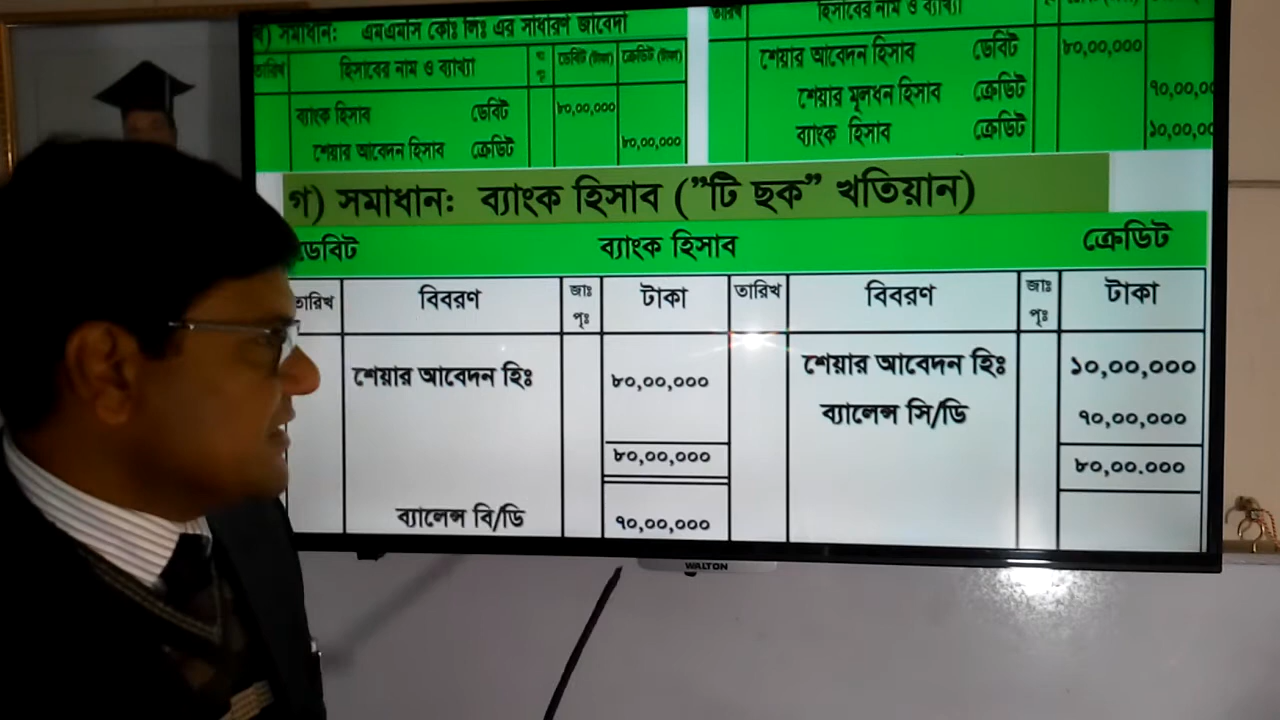 সমাধান: এমএমসি কোঃ লিঃ এর সাধারণ জাবেদা
তারিখ হিসাবের নাম ও ব্যাখ্যা ডেবিট (টাকা) ক্রেডিট (টাকা)
ব্যাংক হিসাব ডেবিট ৮০,০০,০০০
শেয়ার আবেদন হিসাব ক্রেডিট ৮০,০০,০০০
তারিখ হিসাবের নাম ও ব্যাখ্যা
শেয়ার আবেদন হিসাব ডেবিট ৮০,০০,০০০
শেয়ার মূলধন হিসাব ক্রেডিট ৭০,০০,০০
ব্যাংক হিসাব ক্রেডিট ১০,০০,০০
গ) সমাধান: ব্যাংক হিসাব ("টি ছক" খতিয়ান)
ডেবিট ব্যাংক হিসাব ক্রেডিট
তারিখ বিবরণ জাঃ পৃঃ টাকা তারিখ বিবরণ জাঃ পৃঃ টাকা
শেয়ার আবেদন হিঃ ৮০,০০,০০০ শেয়ার আবেদন হিঃ ১০,০০,০০০
ব্যালেন্স সি/ডি ৭০,০০,০০০
৮০,০০,০০০ ৮০,০০.০০০
ব্যালেন্স বি/ডি ৭০,০০,০০০
WALTON